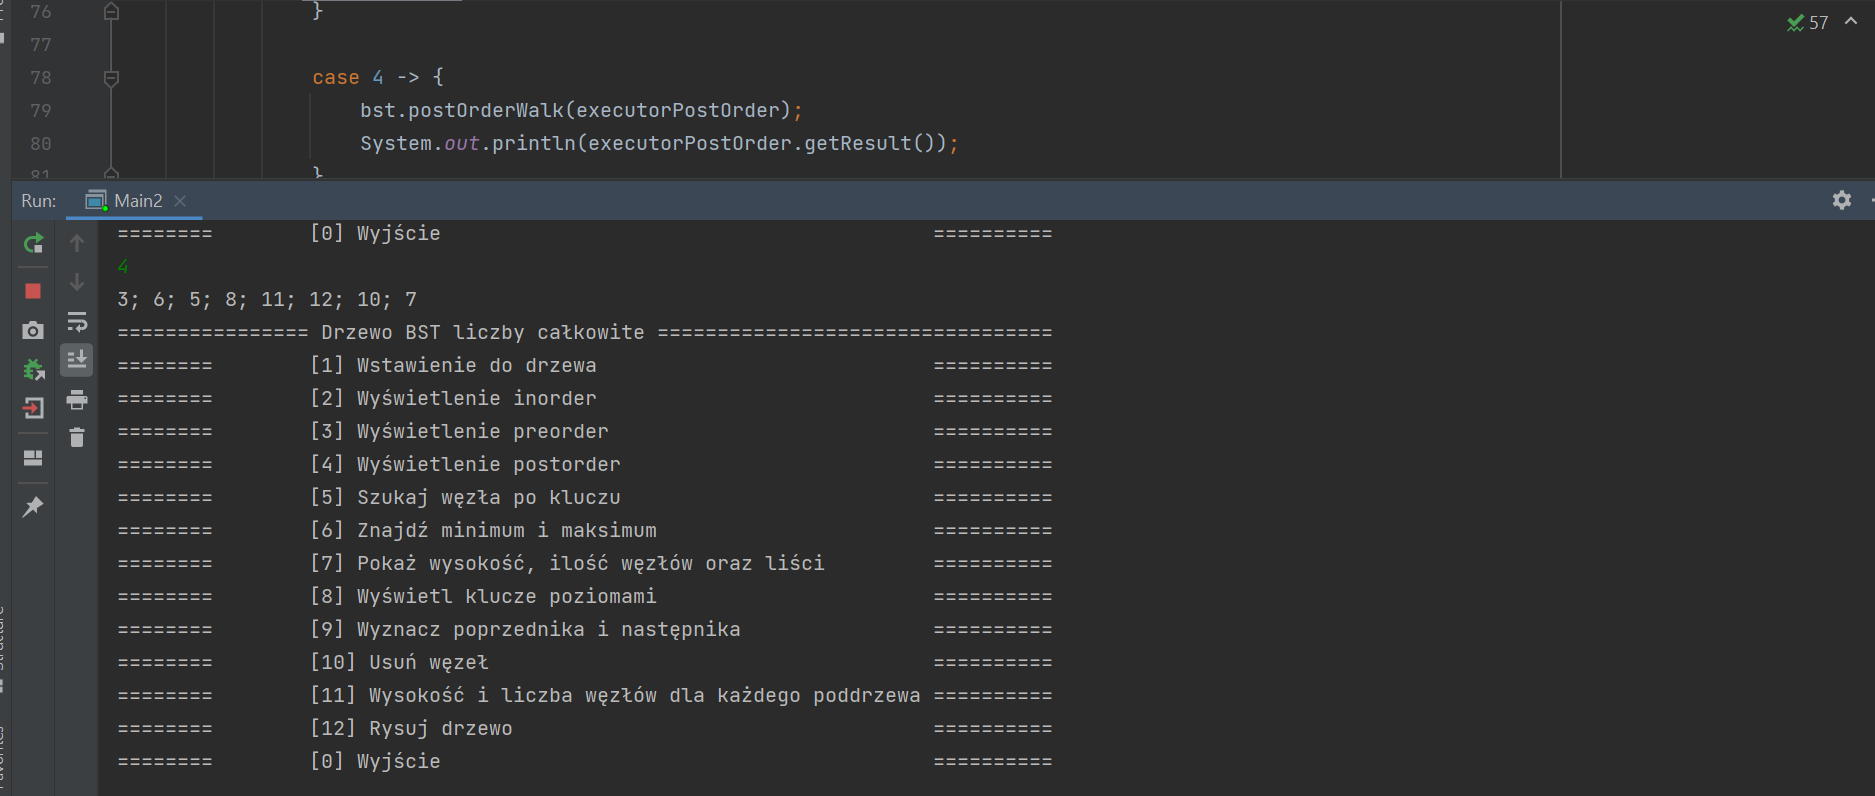 76 }
57
77
78 case 4 -> {
79 bst.postOrderWalk(executorPostOrder);
80 System.out.println(executorPostOrder.getResult());
81 }
Run: Main2
======== [0] Wyjście ==========
4
3; 6; 5; 8; 11; 12; 10; 7
================ Drzewo BST liczby całkowite =================================
======== [1] Wstawienie do drzewa ==========
======== [2] Wyświetlenie inorder ==========
======== [3] Wyświetlenie preorder ==========
======== [4] Wyświetlenie postorder ==========
======== [5] Szukaj węzła po kluczu ==========
======== [6] Znajdź minimum i maksimum ==========
======== [7] Pokaż wysokość, ilość węzłów oraz liści ==========
======== [8] Wyświetl klucze poziomami ==========
======== [9] Wyznacz poprzednika i następnika ==========
======== [10] Usuń węzeł ==========
======== [11] Wysokość i liczba węzłów dla każdego poddrzewa ==========
======== [12] Rysuj drzewo ==========
======== [0] Wyjście ==========